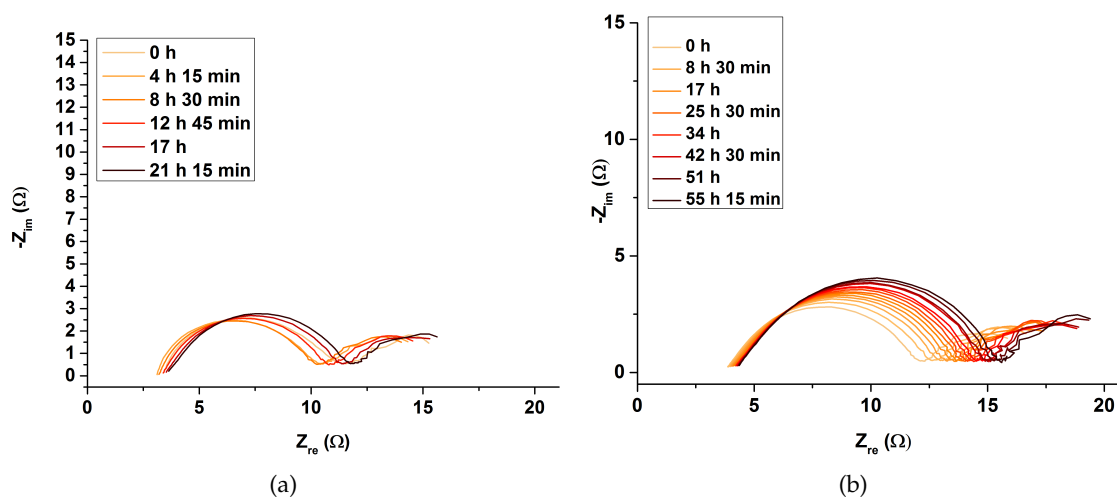 0 h
4 h 15 min
8 h 30 min
12 h 45 min
17 h
21 h 15 min
15
14
13
12
11
10
9
8
7
6
5
4
3
2
1
0
-Z_im (Ω)
0 5 10 15 20
Z_re (Ω)
(a)
0 h
8 h 30 min
17 h
25 h 30 min
34 h
42 h 30 min
51 h
55 h 15 min
15
10
5
0
-Z_im (Ω)
0 5 10 15 20
Z_re (Ω)
(b)